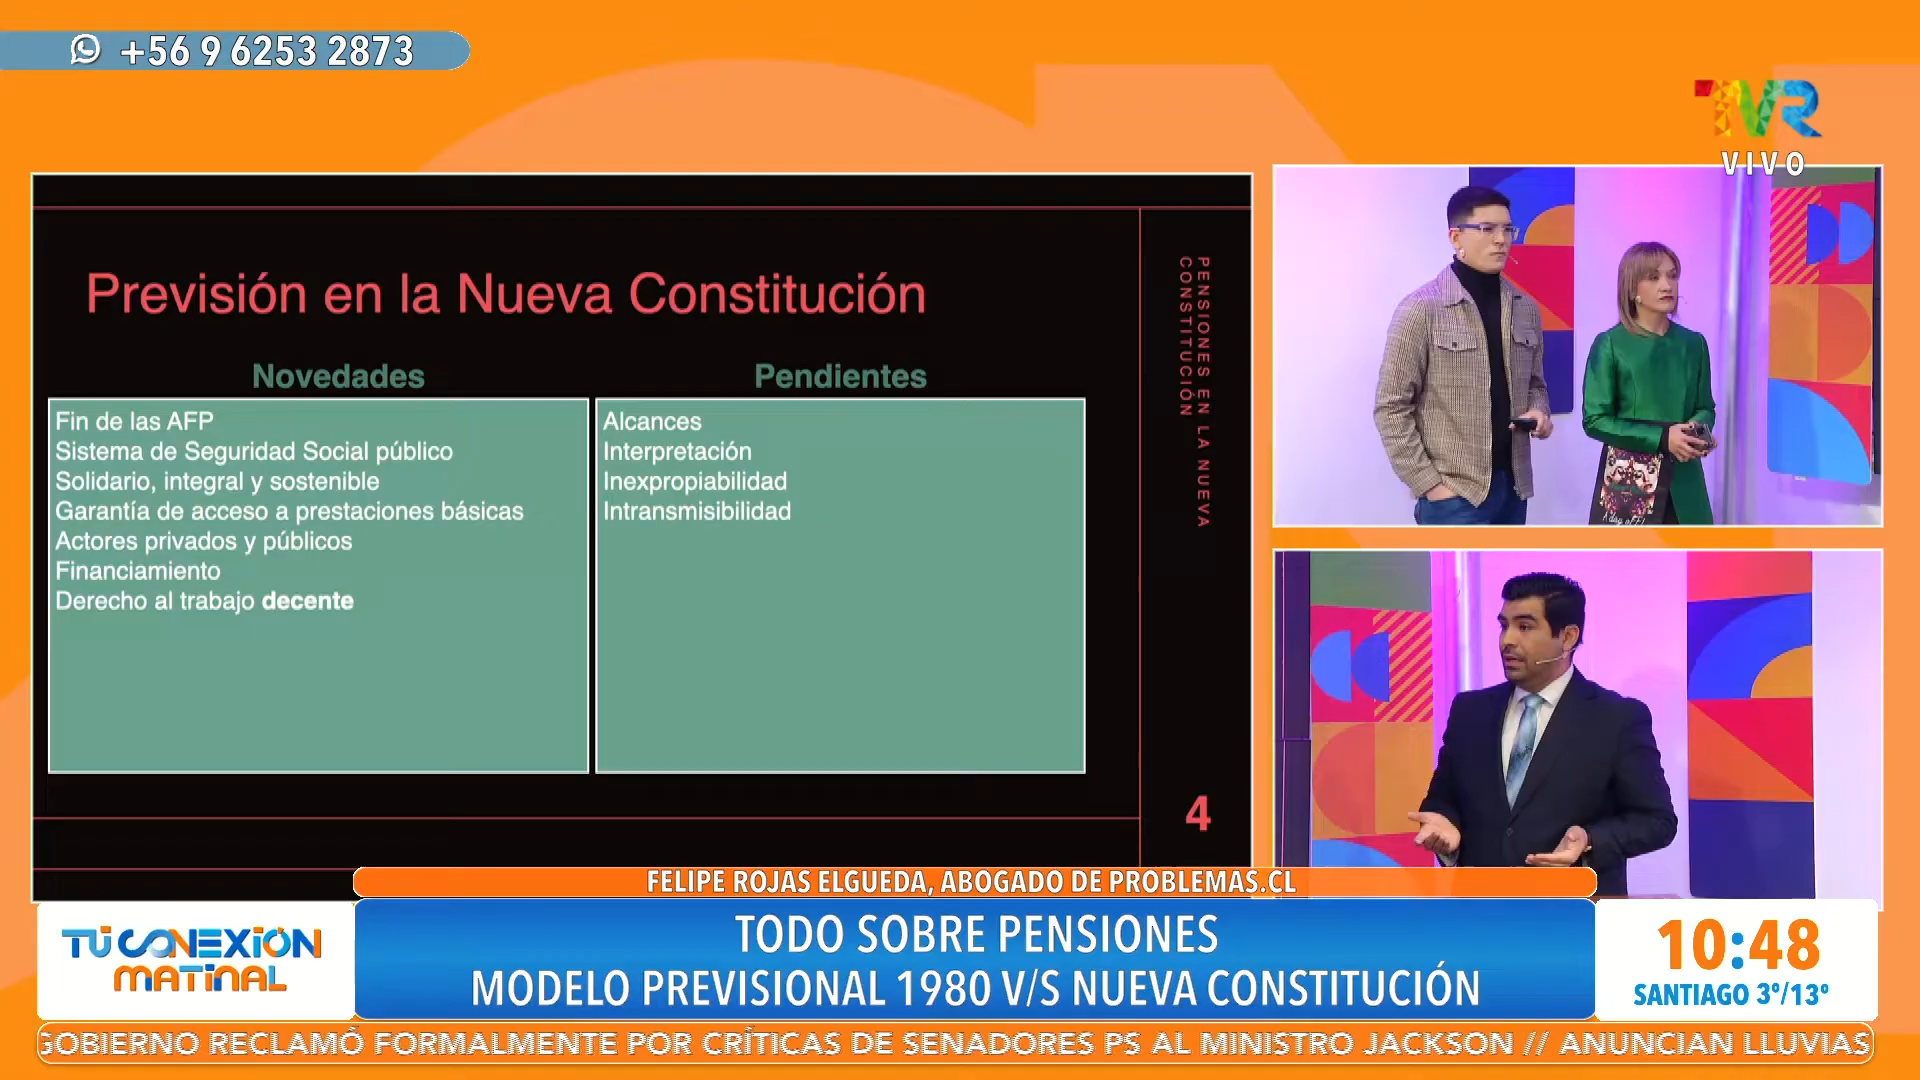 +56 9 6253 2873
TVR
VIVO
Previsión en la Nueva Constitución
Novedades
Fin de las AFP
Sistema de Seguridad Social público
Solidario, integral y sostenible
Garantía de acceso a prestaciones básicas
Actores privados y públicos
Financiamiento
Derecho al trabajo decente
Pendientes
Alcances
Interpretación
Inexpropiabilidad
Intransmisibilidad
PENSIONES EN LA NUEVA
CONSTITUCIÓN
4
FELIPE ROJAS ELGUEDA, ABOGADO DE PROBLEMAS.CL
TÚ CONEXIÓN
MATINAL
TODO SOBRE PENSIONES
MODELO PREVISIONAL 1980 V/S NUEVA CONSTITUCIÓN
10:48
SANTIAGO 3º/13º
GOBIERNO RECLAMÓ FORMALMENTE POR CRÍTICAS DE SENADORES PS AL MINISTRO JACKSON // ANUNCIAN LLUVIAS